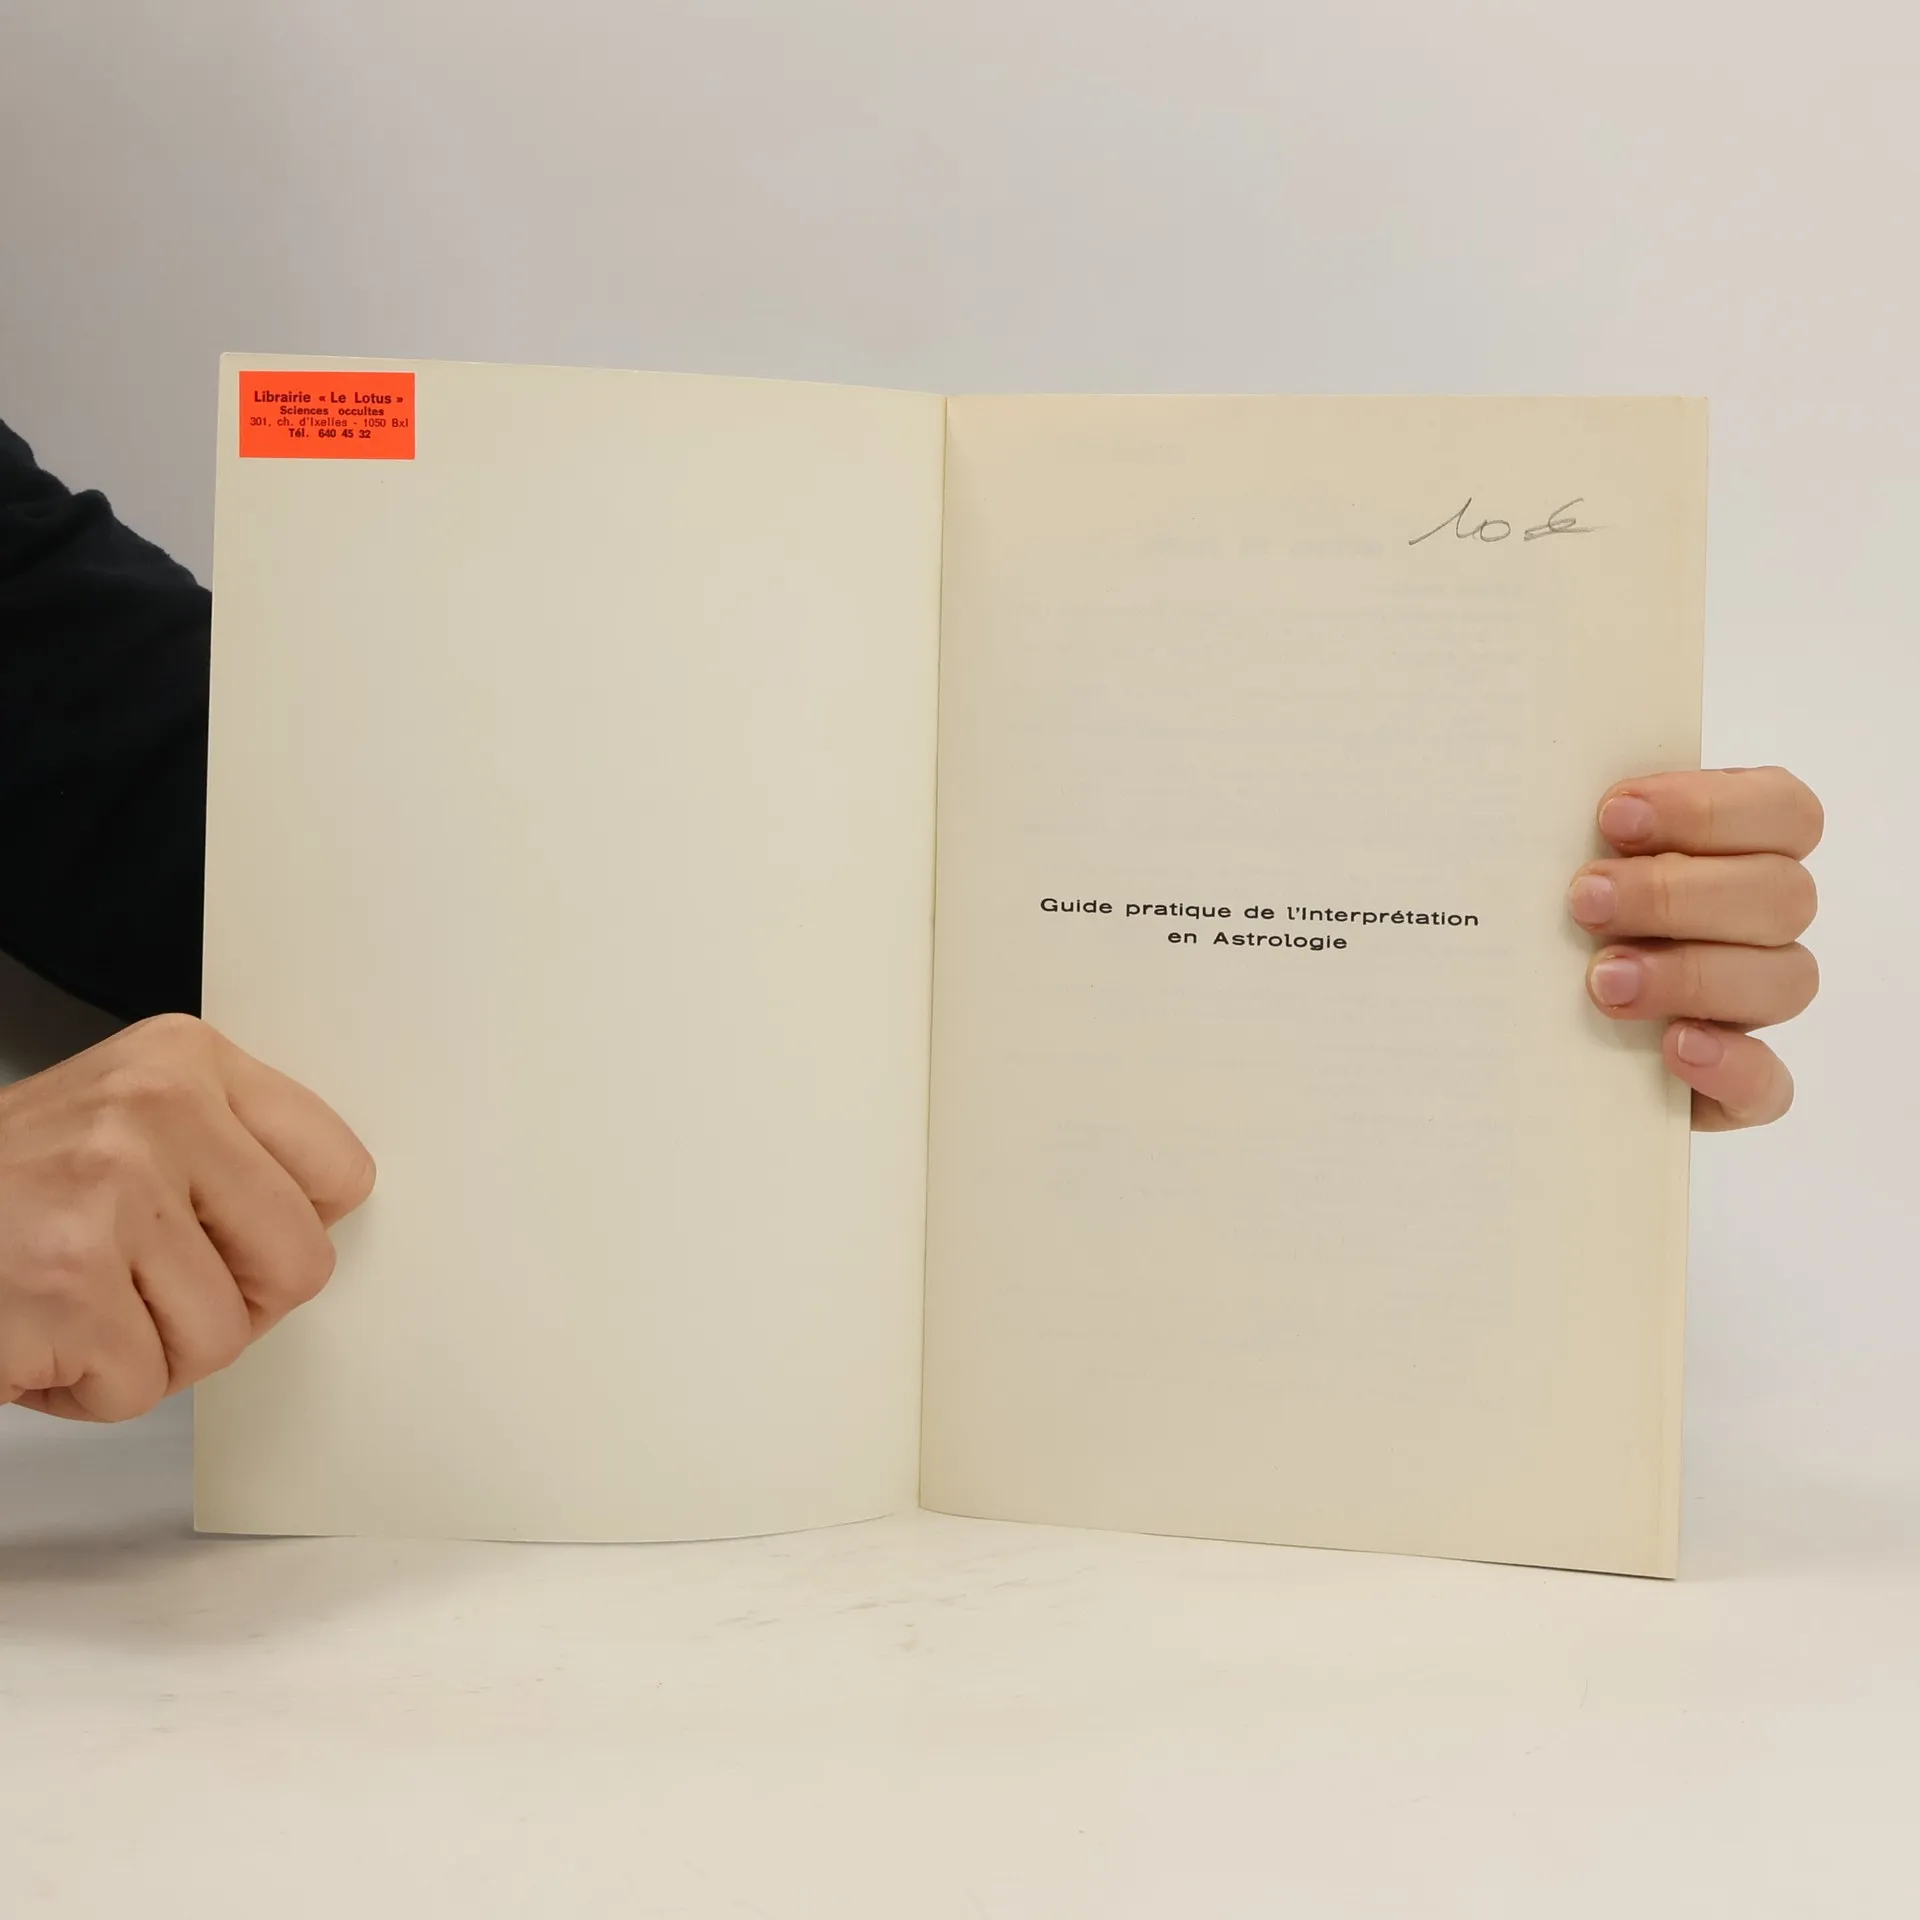 Librairie « Le Lotus »
Sciences occultes
301, ch. d'Ixelles - 1050 Bxl
Tél. 640 45 32
10 €
Guide pratique de l'Interprétation
en Astrologie